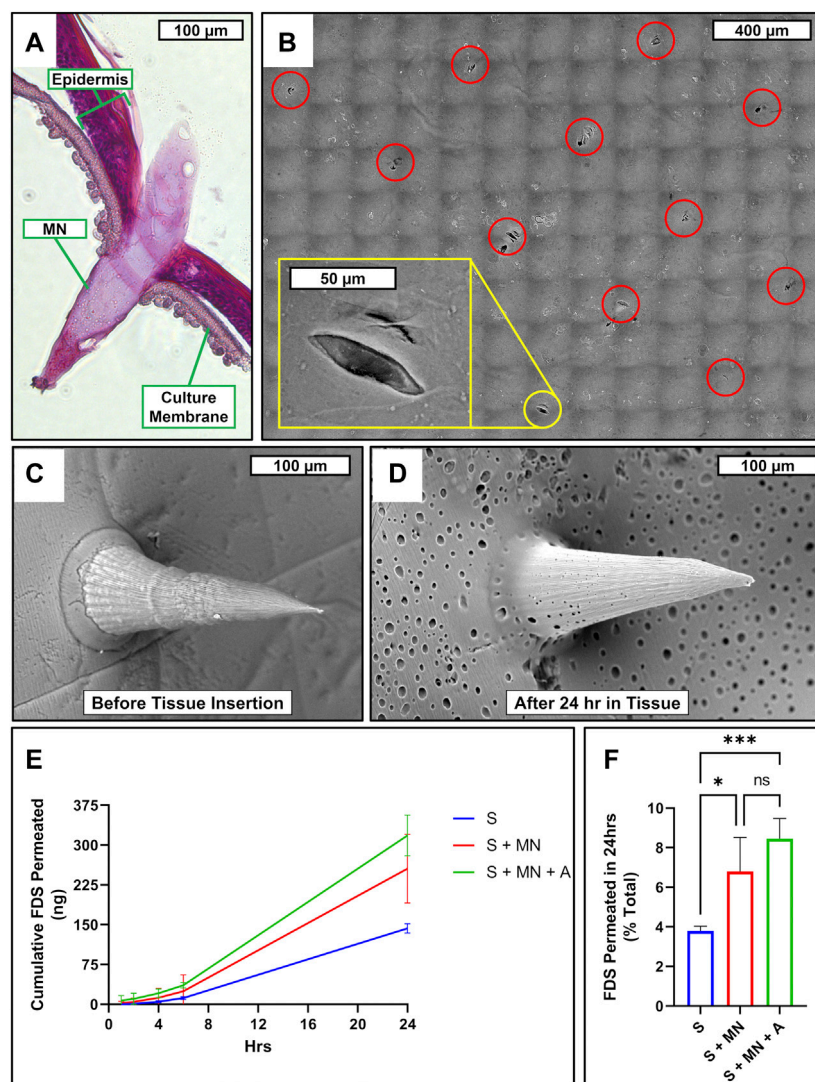 A
100 µm
Epidermis
MN
Culture
Membrane
B
400 µm
50 µm
C
100 µm
Before Tissue Insertion
D
100 µm
After 24 hr in Tissue
E
Cumulative FDS Permeated
(ng)
375
300
225
150
75
0
0
4
8
12
16
20
24
Hrs
S
S + MN
S + MN + A
F
***
*
ns
FDS Permeated in 24hrs
(% Total)
10
8
6
4
2
0
S
S + MN
S + MN + A